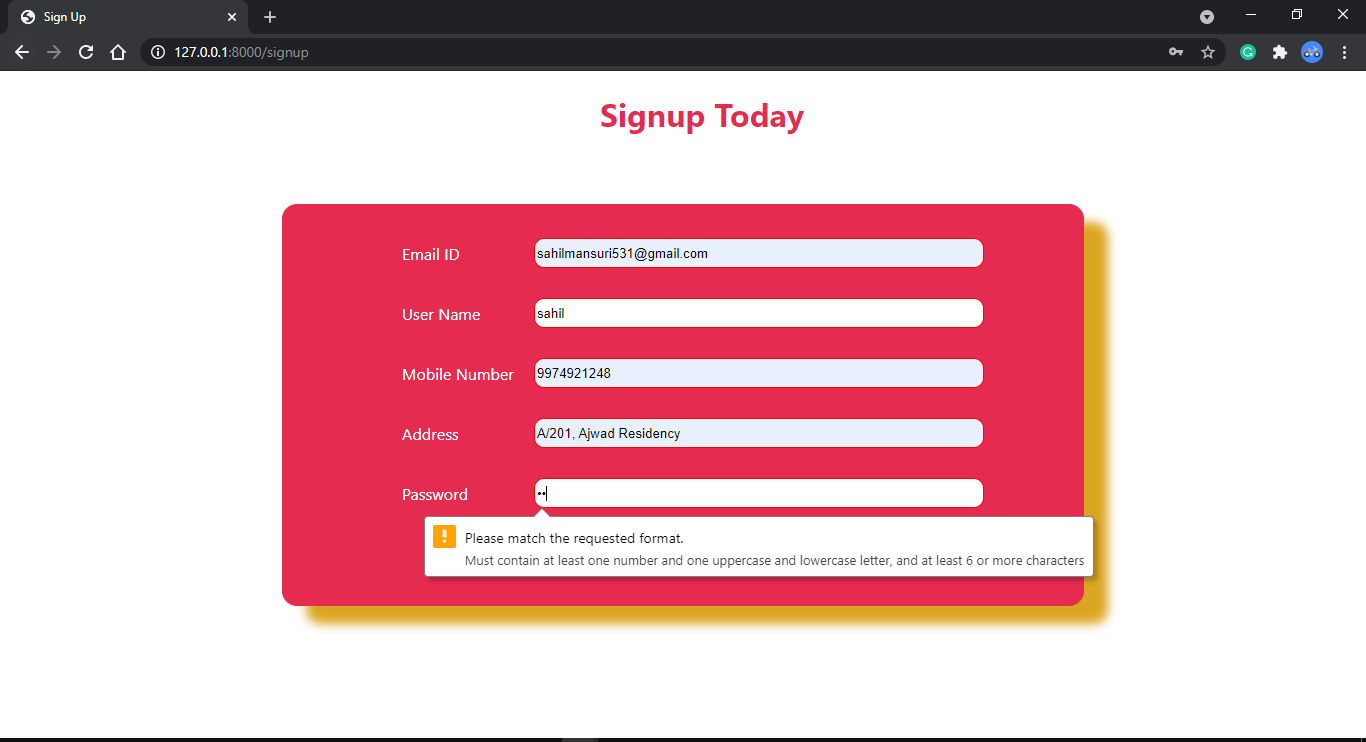 Sign Up
127.0.0.1:8000/signup
G
Signup Today
Email ID
sahilmansuri531@gmail.com
User Name
sahil
Mobile Number
9974921248
Address
A/201, Ajwad Residency
Password
••
Please match the requested format.
Must contain at least one number and one uppercase and lowercase letter, and at least 6 or more characters